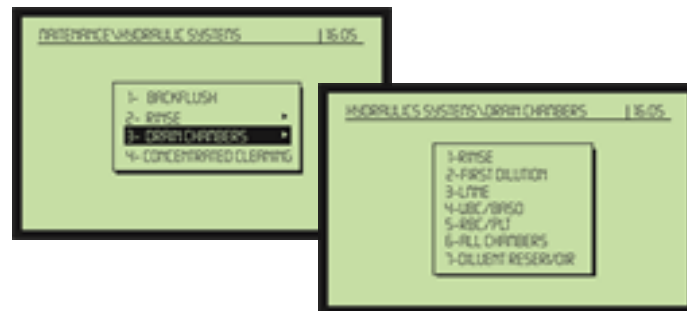 MAITENANCE\HYDRAULIC SYSTEMS | 16:05
1- BACKFLUSH
2- RINSE
3- DRAIN CHAMBERS
4- CONCENTRATED CLEANING
HYDRAULICS SYSTEMS\DRAIN CHAMBERS | 16:05
1-RINSE
2-FIRST DILUTION
3-LMNE
4-WBC/BASO
5-RBC/PLT
6-ALL CHAMBERS
7-DILUENT RESERVOIR